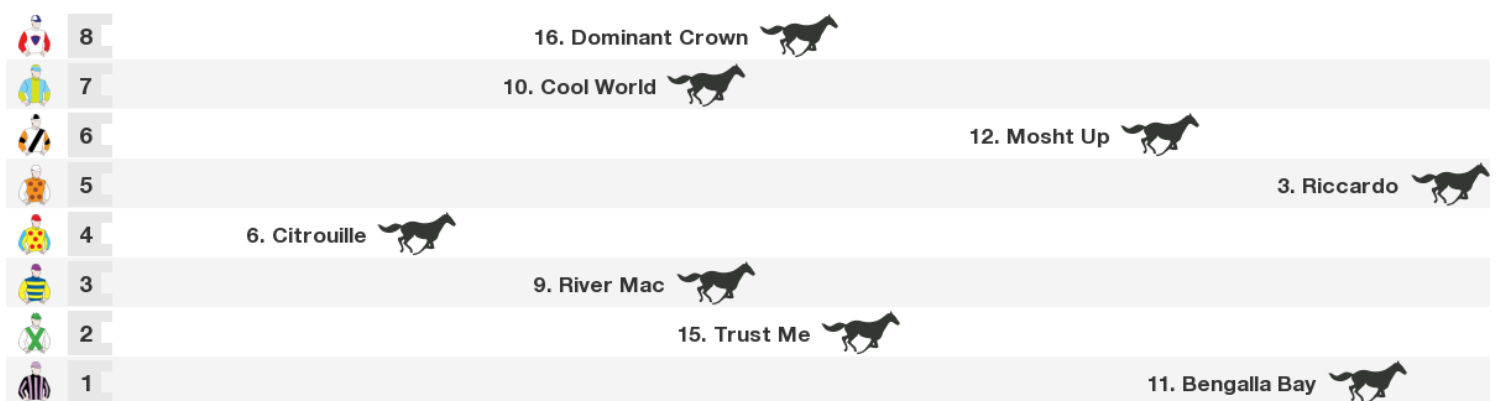 8 16. Dominant Crown
7 10. Cool World
6 12. Mosht Up
5 3. Riccardo
4 6. Citrouille
3 9. River Mac
2 15. Trust Me
1 11. Bengalla Bay